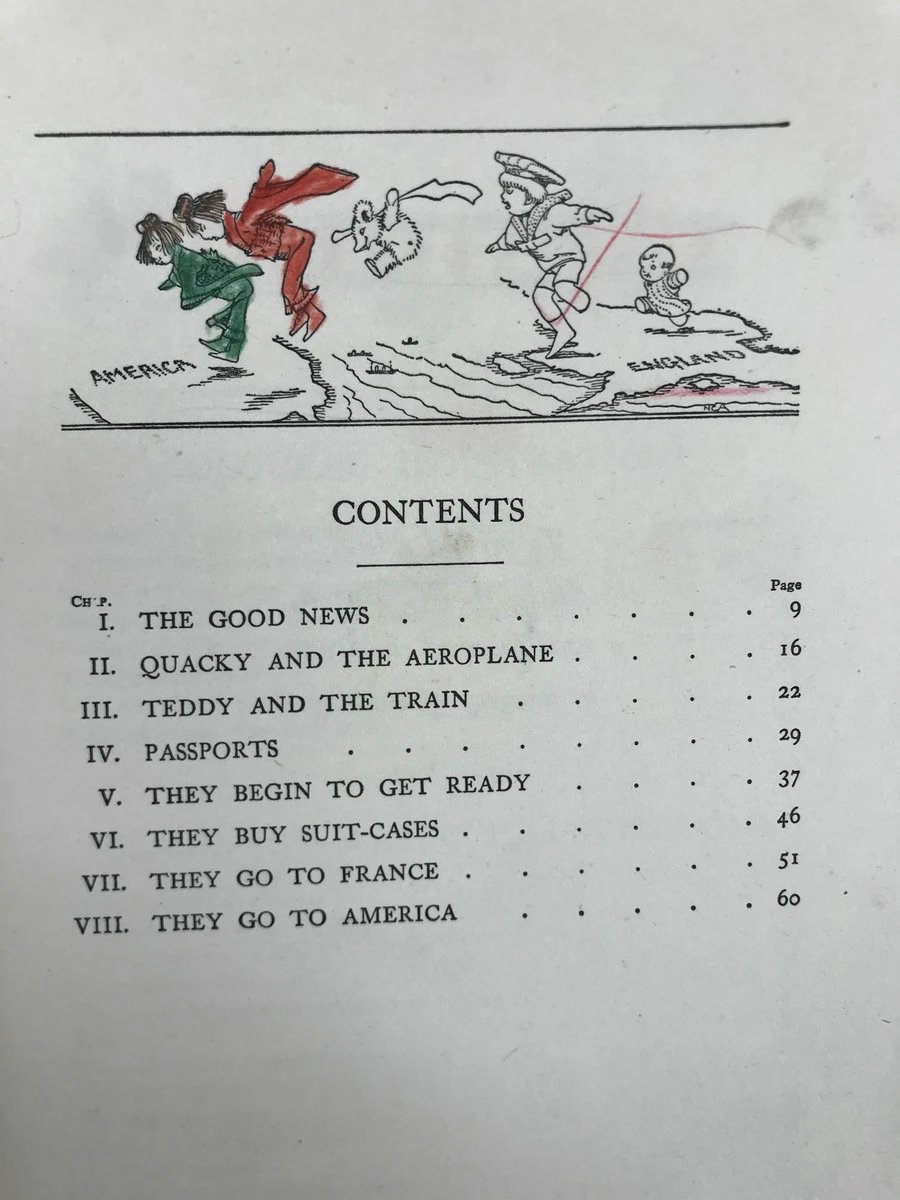 AMERICA
ENGLAND
NCA
CONTENTS
CHAP. Page
I. THE GOOD NEWS . . . . . . . 9
II. QUACKY AND THE AEROPLANE . . . . 16
III. TEDDY AND THE TRAIN . . . . . 22
IV. PASSPORTS . . . . . . . . 29
V. THEY BEGIN TO GET READY . . . . 37
VI. THEY BUY SUIT-CASES . . . . . . 46
VII. THEY GO TO FRANCE . . . . . . 51
VIII. THEY GO TO AMERICA . . . . . 60